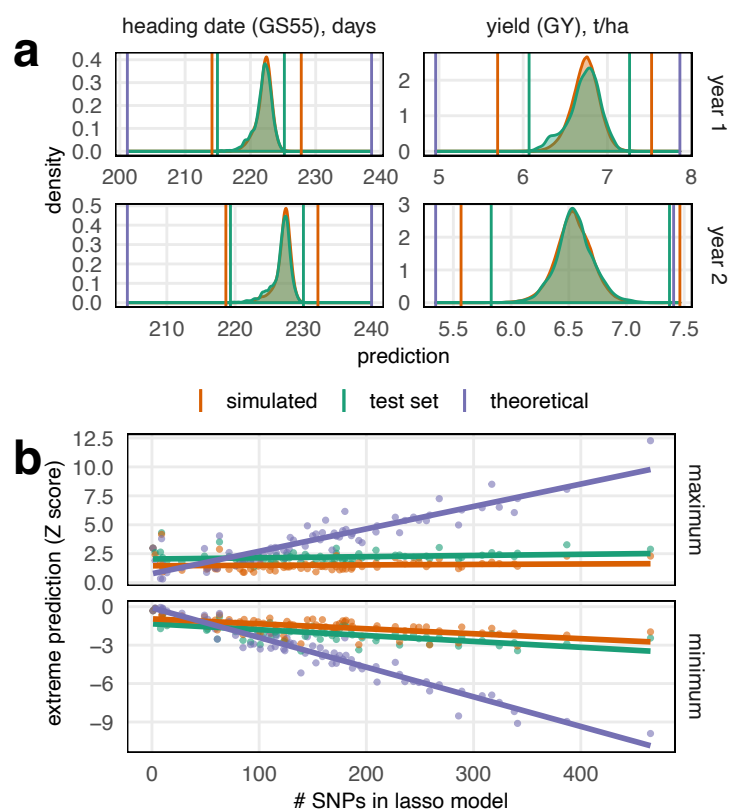 a
heading date (GS55), days
yield (GY), t/ha
density
0.4
0.3
0.2
0.1
0.0
200 210 220 230 240
2
1
0
5 6 7 8
year 1
0.5
0.4
0.3
0.2
0.1
0.0
210 220 230 240
3
2
1
0
5.5 6.0 6.5 7.0 7.5
year 2
prediction
simulated test set theoretical
b
extreme prediction (Z score)
12.5
10.0
7.5
5.0
2.5
0.0
maximum
0
−3
−6
−9
minimum
0 100 200 300 400
# SNPs in lasso model